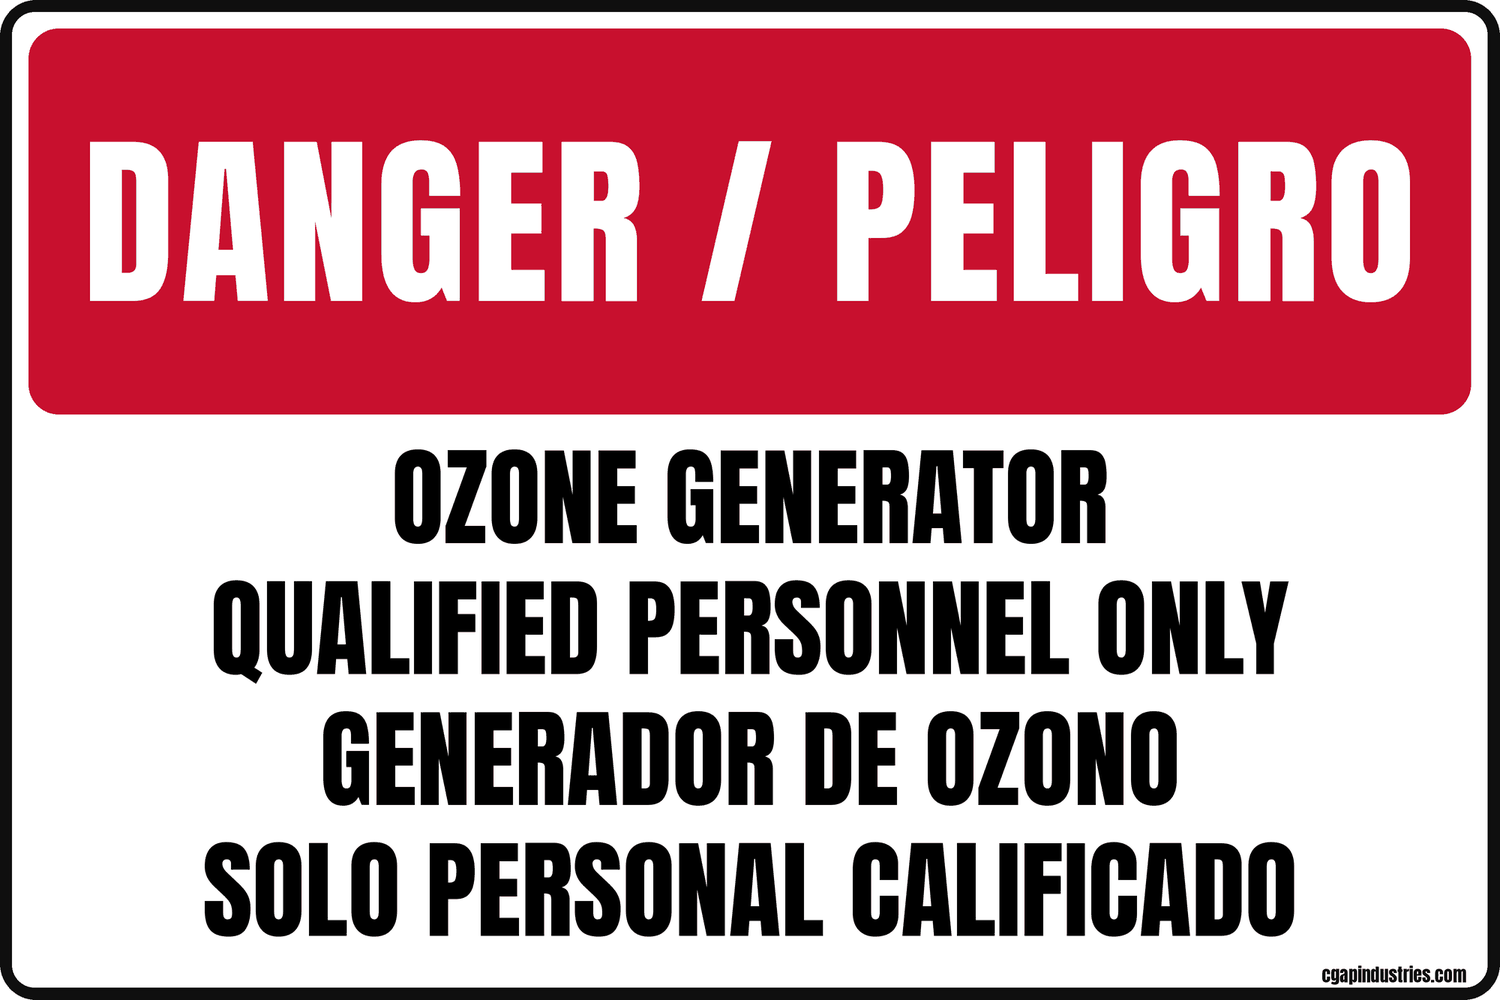 DANGER / PELIGRO
OZONE GENERATOR
QUALIFIED PERSONNEL ONLY
GENERADOR DE OZONO
SOLO PERSONAL CALIFICADO
cgapindustries.com